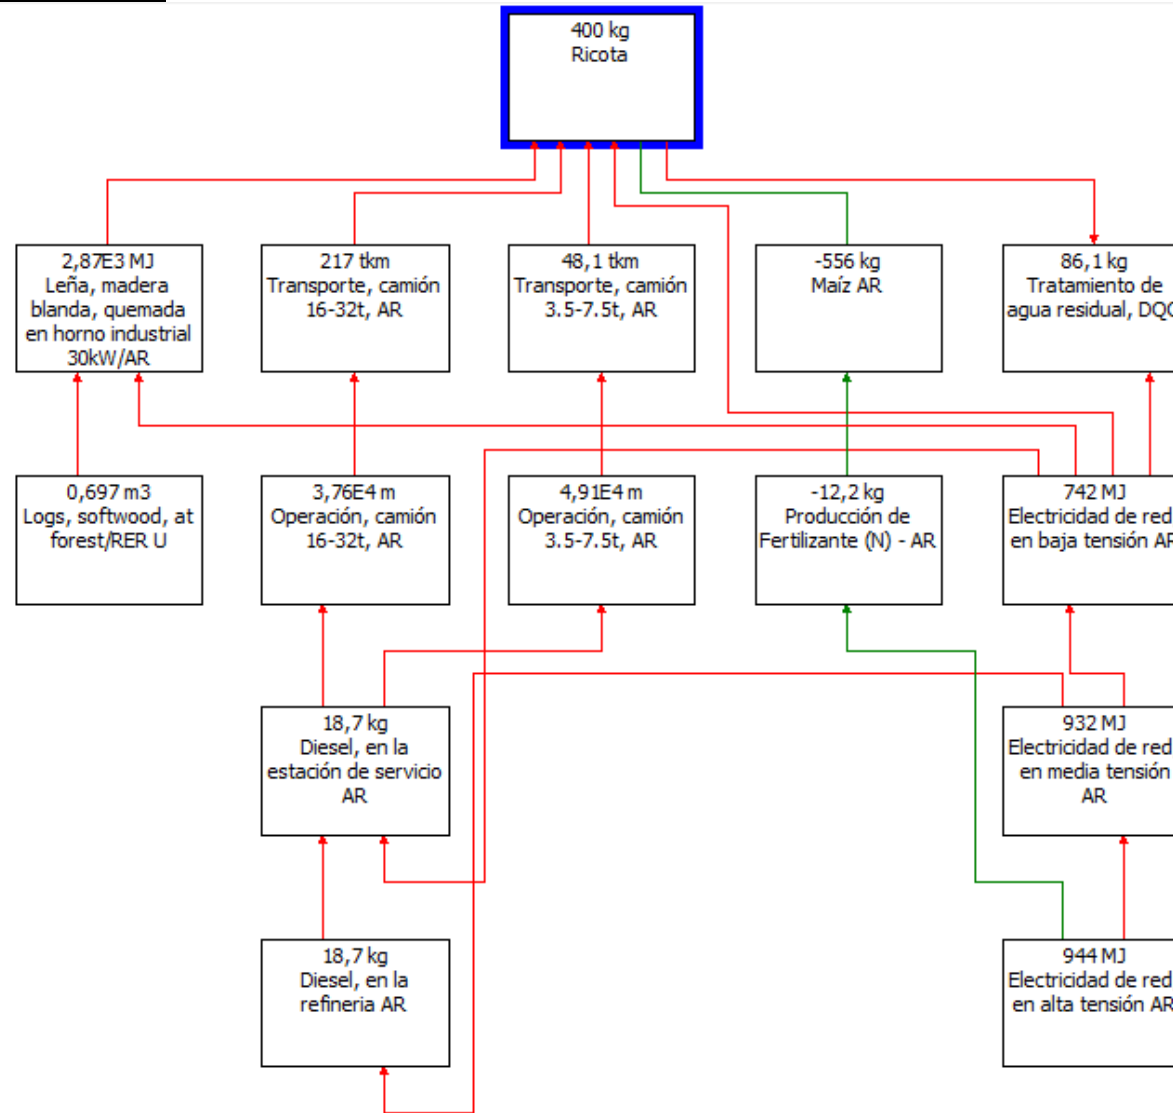 400 kg
Ricota
2,87E3 MJ
Leña, madera
blanda, quemada
en horno industrial
30kW/AR
217 tkm
Transporte, camión
16-32t, AR
48,1 tkm
Transporte, camión
3.5-7.5t, AR
-556 kg
Maíz AR
86,1 kg
Tratamiento de
agua residual, DQO
0,697 m3
Logs, softwood, at
forest/RER U
3,76E4 m
Operación, camión
16-32t, AR
4,91E4 m
Operación, camión
3.5-7.5t, AR
-12,2 kg
Producción de
Fertilizante (N) - AR
742 MJ
Electricidad de red
en baja tensión AR
18,7 kg
Diesel, en la
estación de servicio
AR
932 MJ
Electricidad de red
en media tensión
AR
18,7 kg
Diesel, en la
refineria AR
944 MJ
Electricidad de red
en alta tensión AR